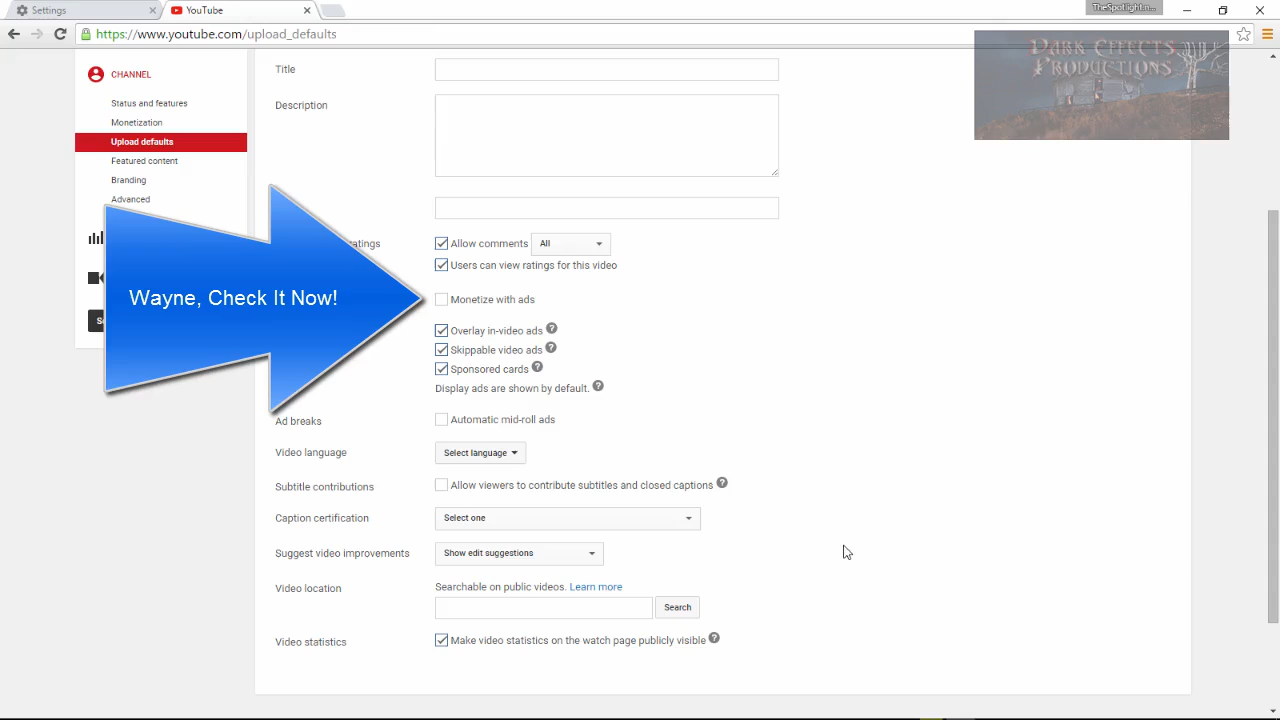 Settings
YouTube
TheSpotlight...
https://www.youtube.com/upload_defaults
DARK EFFECTS
PRODUCTIONS
CHANNEL
Status and features
Monetization
Upload defaults
Featured content
Branding
Advanced
Title
Description
ratings
Allow comments
All
Users can view ratings for this video
Wayne, Check It Now!
Monetize with ads
Overlay in-video ads
Skippable video ads
Sponsored cards
Display ads are shown by default.
Ad breaks
Automatic mid-roll ads
Video language
Select language
Subtitle contributions
Allow viewers to contribute subtitles and closed captions
Caption certification
Select one
Suggest video improvements
Show edit suggestions
Video location
Searchable on public videos. Learn more
Search
Video statistics
Make video statistics on the watch page publicly visible